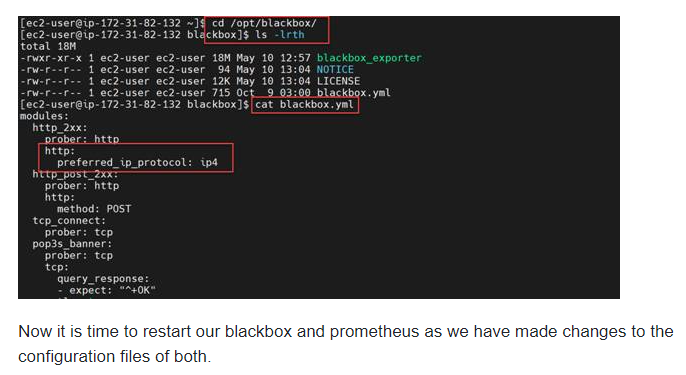 [ec2-user@ip-172-31-82-132 ~]$ cd /opt/blackbox/
[ec2-user@ip-172-31-82-132 blackbox]$ ls -lrth
total 18M
-rwxr-xr-x 1 ec2-user ec2-user 18M May 10 12:57 blackbox_exporter
-rw-r--r-- 1 ec2-user ec2-user  94 May 10 13:04 NOTICE
-rw-r--r-- 1 ec2-user ec2-user 12K May 10 13:04 LICENSE
-rw-r--r-- 1 ec2-user ec2-user 715 Oct  9 03:00 blackbox.yml
[ec2-user@ip-172-31-82-132 blackbox]$ cat blackbox.yml
modules:
  http_2xx:
    prober: http
    http:
      preferred_ip_protocol: ip4
  http_post_2xx:
    prober: http
    http:
      method: POST
  tcp_connect:
    prober: tcp
  pop3s_banner:
    prober: tcp
    tcp:
      query_response:
      - expect: "^+OK"
Now it is time to restart our blackbox and prometheus as we have made changes to the
configuration files of both.